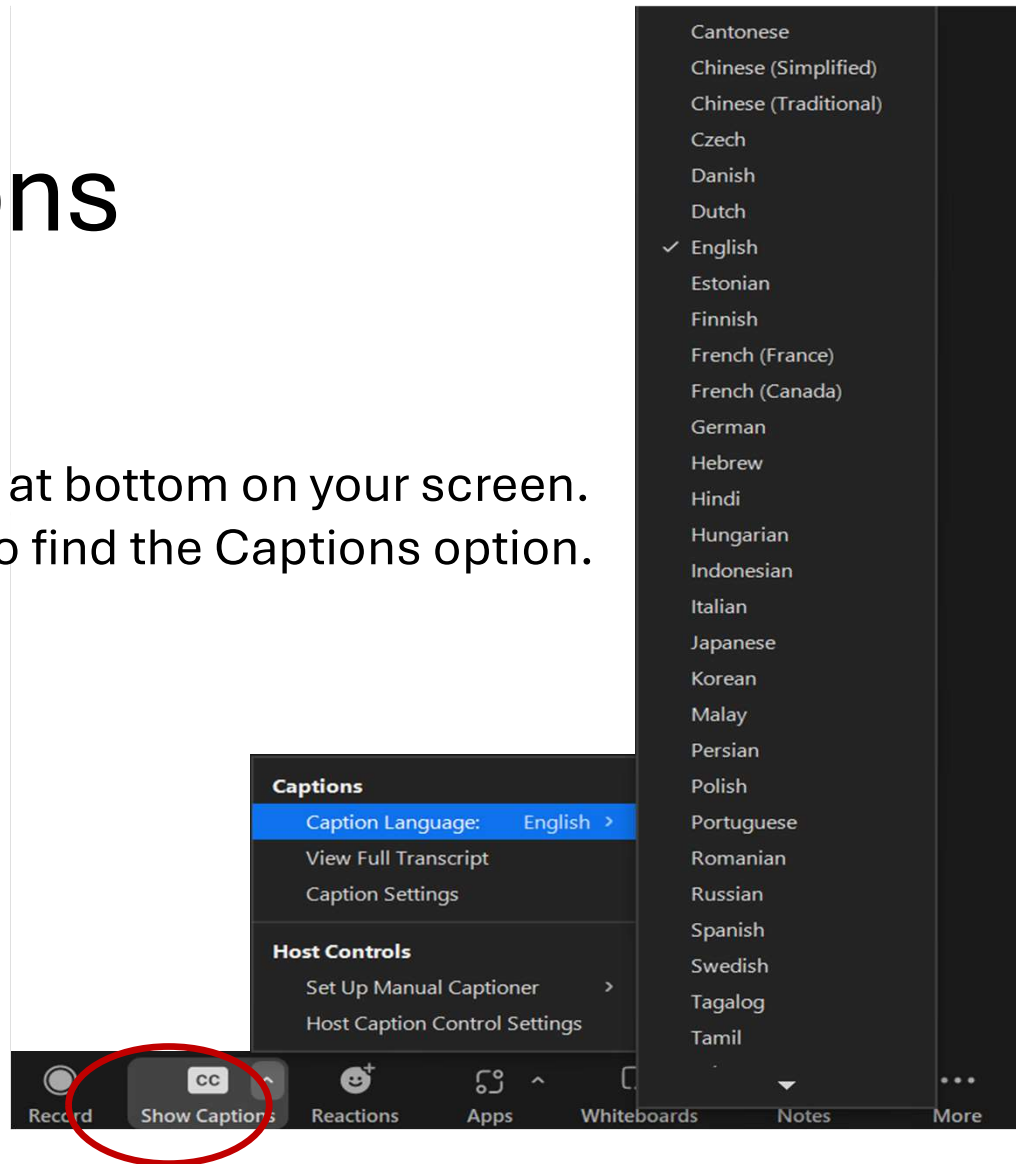 ons
at bottom on your screen.
o find the Captions option.
Cantonese
Chinese (Simplified)
Chinese (Traditional)
Czech
Danish
Dutch
English
Estonian
Finnish
French (France)
French (Canada)
German
Hebrew
Hindi
Hungarian
Indonesian
Italian
Japanese
Korean
Malay
Persian
Polish
Portuguese
Romanian
Russian
Spanish
Swedish
Tagalog
Tamil
Captions
Caption Language: English >
View Full Transcript
Caption Settings
Host Controls
Set Up Manual Captioner >
Host Caption Control Settings
CC
Record Show Captions Reactions Apps Whiteboards Notes More